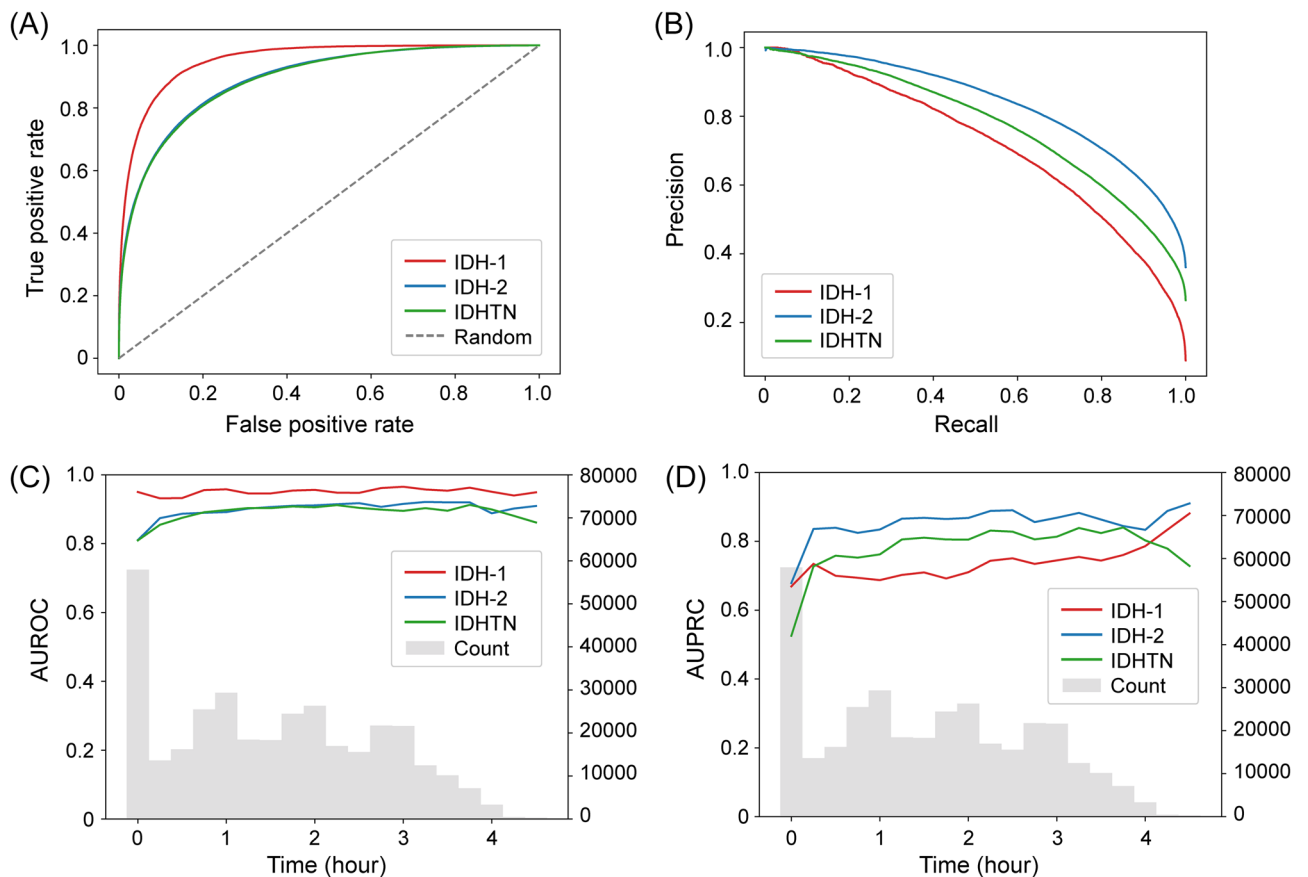 (A)
1.0
0.8
0.6
0.4
0.2
0
True positive rate
IDH-1
IDH-2
IDHTN
Random
0
0.2
0.4
0.6
0.8
1.0
False positive rate
(B)
1.0
0.8
0.6
0.4
0.2
Precision
IDH-1
IDH-2
IDHTN
0
0.2
0.4
0.6
0.8
1.0
Recall
(C)
1.0
0.8
0.6
0.4
0.2
0
AUROC
IDH-1
IDH-2
IDHTN
Count
80000
70000
60000
50000
40000
30000
20000
10000
0
0
1
2
3
4
Time (hour)
(D)
1.0
0.8
0.6
0.4
0.2
0
AUPRC
IDH-1
IDH-2
IDHTN
Count
80000
70000
60000
50000
40000
30000
20000
10000
0
0
1
2
3
4
Time (hour)